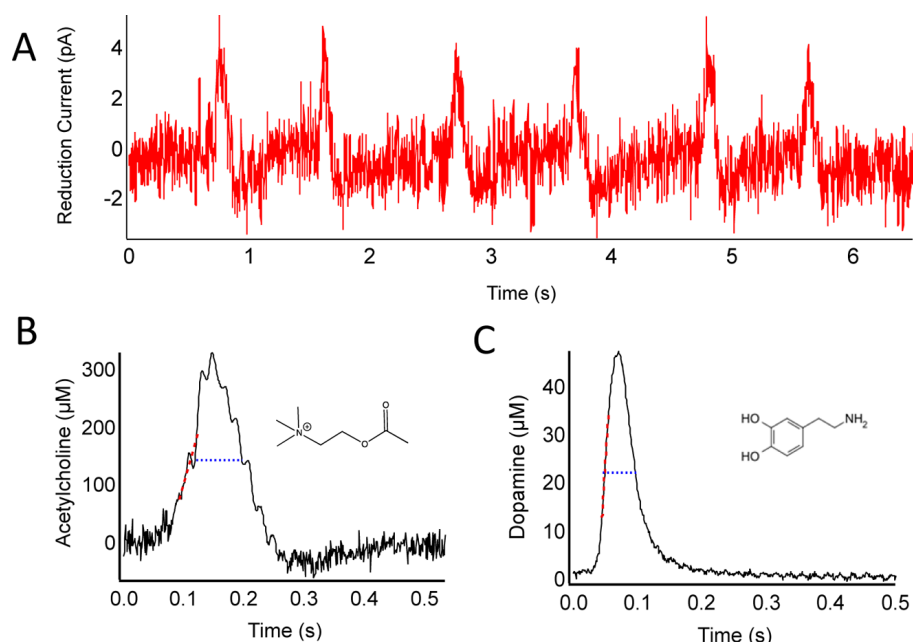 A
Reduction Current (pA)
4
2
0
-2
0 1 2 3 4 5 6
Time (s)
B
Acetylcholine (µM)
300
200
100
0
0.0 0.1 0.2 0.3 0.4 0.5
Time (s)
N
⊕
O
O
C
Dopamine (µM)
40
30
20
10
0
0.0 0.1 0.2 0.3 0.4 0.5
Time (s)
HO
HO
NH₂